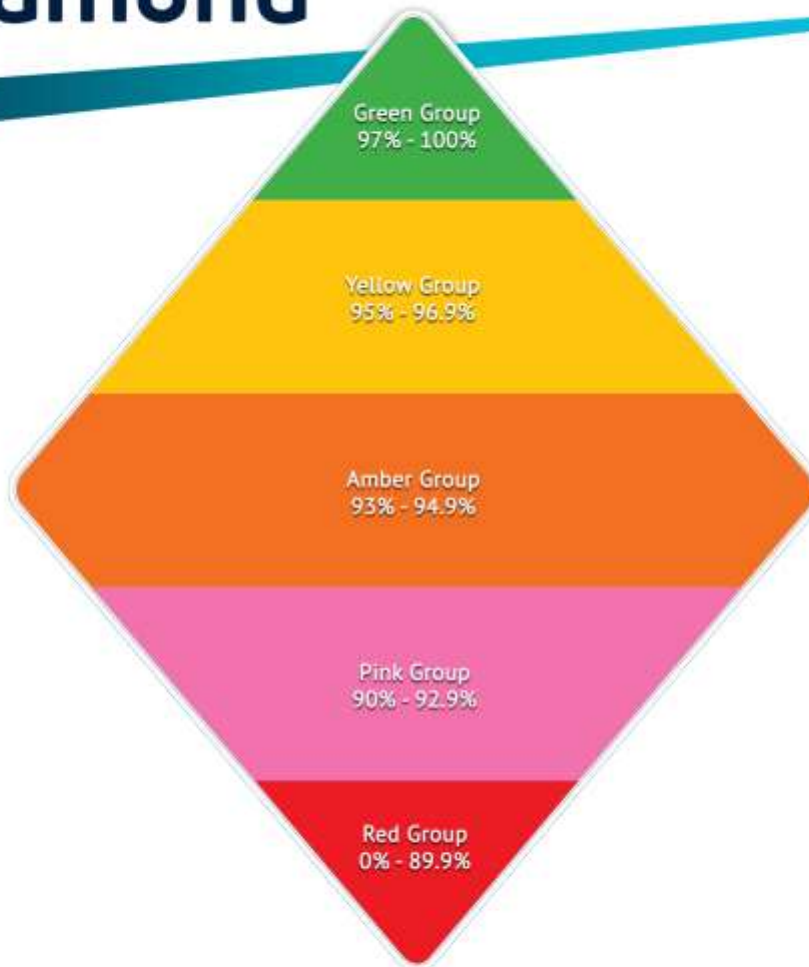 Green Group
97% - 100%
Yellow Group
95% - 96.9%
Amber Group
93% - 94.9%
Pink Group
90% - 92.9%
Red Group
0% - 89.9%